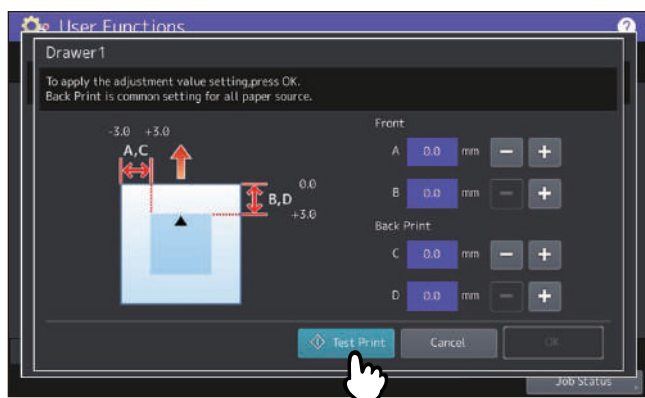 User Functions
?
Drawer1
To apply the adjustment value setting,press OK.
Back Print is common setting for all paper source.
-3.0 +3.0
A,C
0.0
B,D
+3.0
Front
A 0.0 mm − +
B 0.0 mm − +
Back Print
C 0.0 mm − +
D 0.0 mm − +
Test Print
Cancel
OK
Job Status